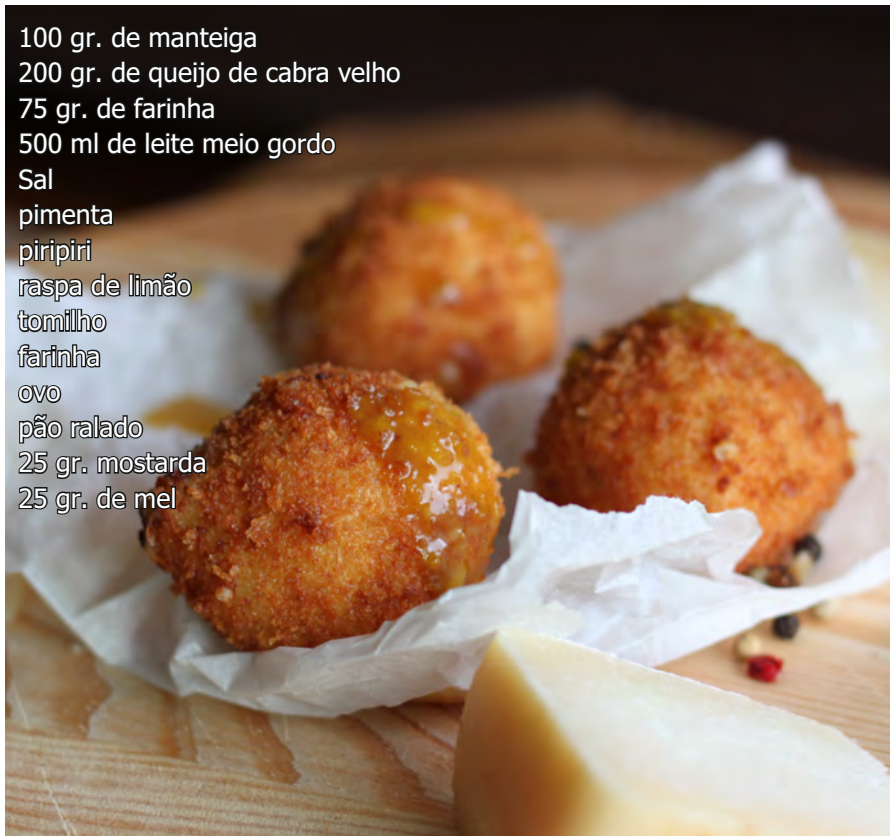 100 gr. de manteiga
200 gr. de queijo de cabra velho
75 gr. de farinha
500 ml de leite meio gordo
Sal
pimenta
piripiri
raspa de limão
tomilho
farinha
ovo
pão ralado
25 gr. mostarda
25 gr. de mel